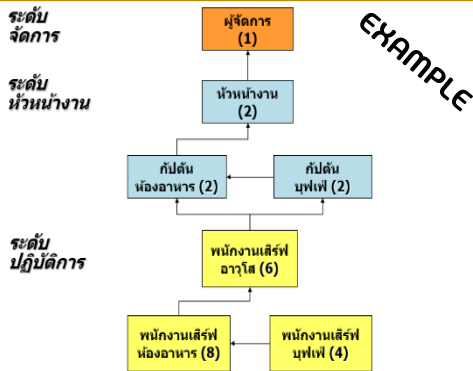 ระดับ
จัดการ
ผู้จัดการ
(1)
EXAMPLE
ระดับ
หัวหน้างาน
หัวหน้างาน
(2)
กัปตัน
ห้องอาหาร (2)
กัปตัน
บุฟเฟ่ (2)
ระดับ
ปฏิบัติการ
พนักงานเสิร์ฟ
อาวุโส (6)
พนักงานเสิร์ฟ
ห้องอาหาร (8)
พนักงานเสิร์ฟ
บุฟเฟ่ (4)